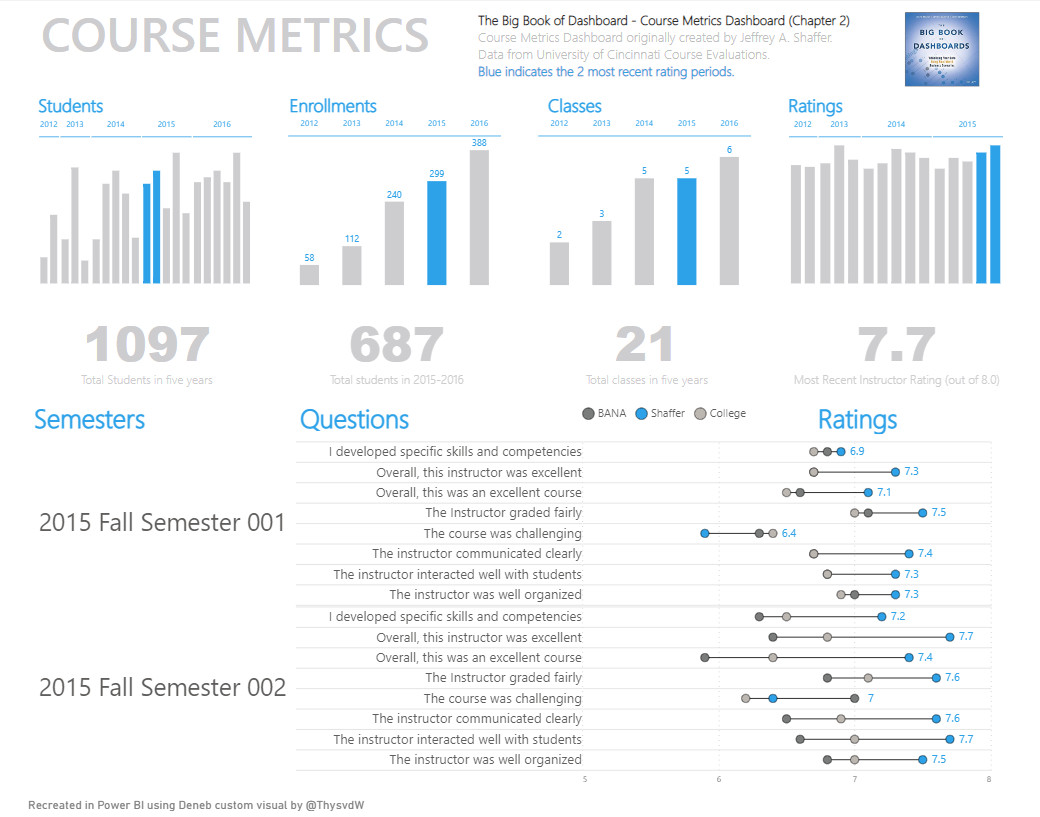 COURSE METRICS
The Big Book of Dashboard - Course Metrics Dashboard (Chapter 2)
Course Metrics Dashboard originally created by Jeffrey A. Shaffer.
Data from University of Cincinnati Course Evaluations.
Blue indicates the 2 most recent rating periods.
THE
BIG BOOK
OF
DASHBOARDS
Students
2012 2013 2014 2015 2016
Enrollments
2012 2013 2014 2015 2016
58 112 240 299 388
Classes
2012 2013 2014 2015 2016
2 3 5 5 6
Ratings
2012 2013 2014 2015
1097
Total Students in five years
687
Total students in 2015-2016
21
Total classes in five years
7.7
Most Recent Instructor Rating (out of 8.0)
Semesters
Questions
BANA Shaffer College
Ratings
2015 Fall Semester 001
I developed specific skills and competencies 6.9
Overall, this instructor was excellent 7.3
Overall, this was an excellent course 7.1
The Instructor graded fairly 7.5
The course was challenging 6.4
The instructor communicated clearly 7.4
The instructor interacted well with students 7.3
The instructor was well organized 7.3
2015 Fall Semester 002
I developed specific skills and competencies 7.2
Overall, this instructor was excellent 7.7
Overall, this was an excellent course 7.4
The Instructor graded fairly 7.6
The course was challenging 7
The instructor communicated clearly 7.6
The instructor interacted well with students 7.7
The instructor was well organized 7.5
5 6 7 8
Recreated in Power BI using Deneb custom visual by @ThysvdW